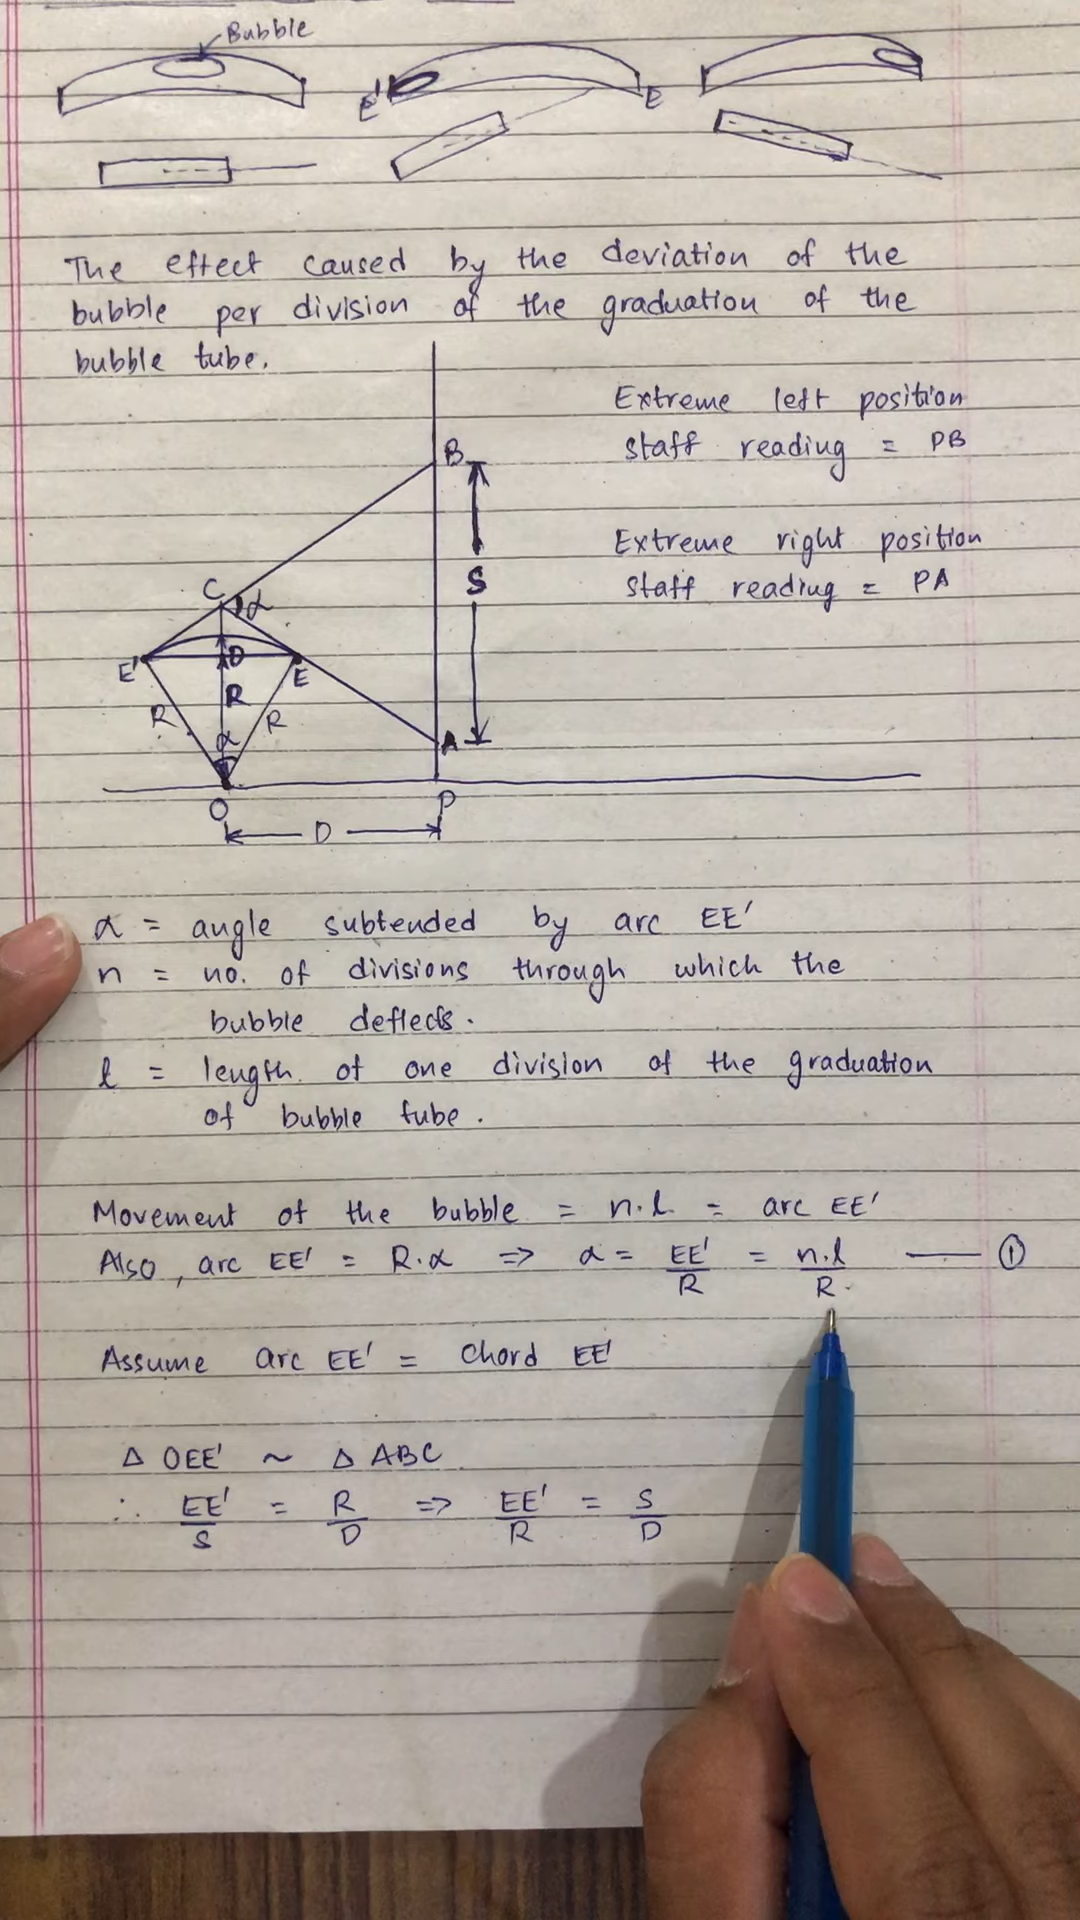 Bubble
E'
E
The effect caused by the deviation of the
bubble per division of the graduation of the
bubble tube.
Extreme left position
staff reading = PB
Extreme right position
staff reading = PA
B
S
C
α
E'
D
E
R
R
R
α
A
O
P
D
α = angle subtended by arc EE'
n = no. of divisions through which the
bubble deflects.
l = length of one division of the graduation
of bubble tube.
Movement of the bubble = n.l. = arc EE'
Also, arc EE' = R.α => α = EE'/R = n.l/R. —— ①
Assume arc EE' = chord EE'
Δ OEE' ~ Δ ABC
∴ EE'/S = R/D => EE'/R = S/D